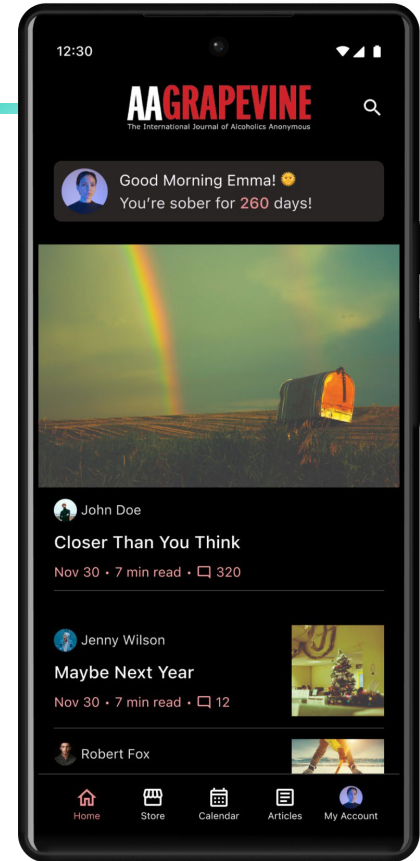 12:30
AAGRAPEVINE
The International Journal of Alcoholics Anonymous
Good Morning Emma! 🌞
You're sober for 260 days!
John Doe
Closer Than You Think
Nov 30 • 7 min read • 320
Jenny Wilson
Maybe Next Year
Nov 30 • 7 min read • 12
Robert Fox
Home Store Calendar Articles My Account